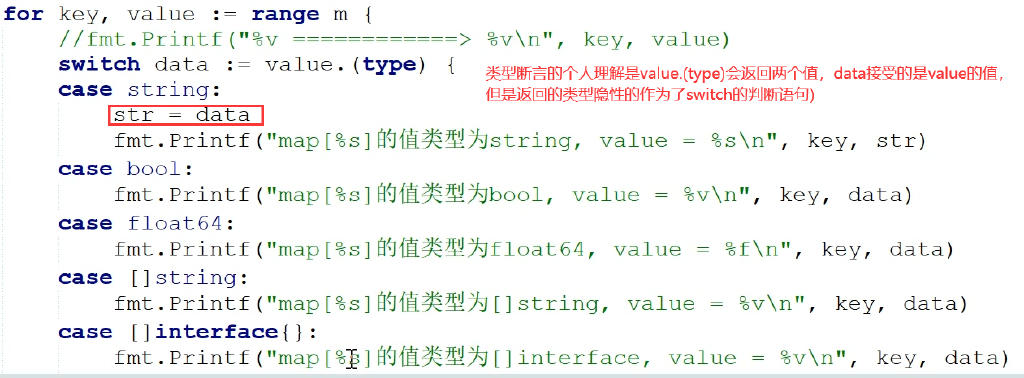 for key, value := range m {
//fmt.Printf("%v ============> %v\n", key, value)
switch data := value.(type) {
类型断言的个人理解是value.(type)会返回两个值，data接受的是value的值，
但是返回的类型隐性的作为了switch的判断语句)
case string:
str = data
fmt.Printf("map[%s]的值类型为string, value = %s\n", key, str)
case bool:
fmt.Printf("map[%s]的值类型为bool, value = %v\n", key, data)
case float64:
fmt.Printf("map[%s]的值类型为float64, value = %f\n", key, data)
case []string:
fmt.Printf("map[%s]的值类型为[]string, value = %v\n", key, data)
case []interface{}:
fmt.Printf("map[%s]的值类型为[]interface, value = %v\n", key, data)